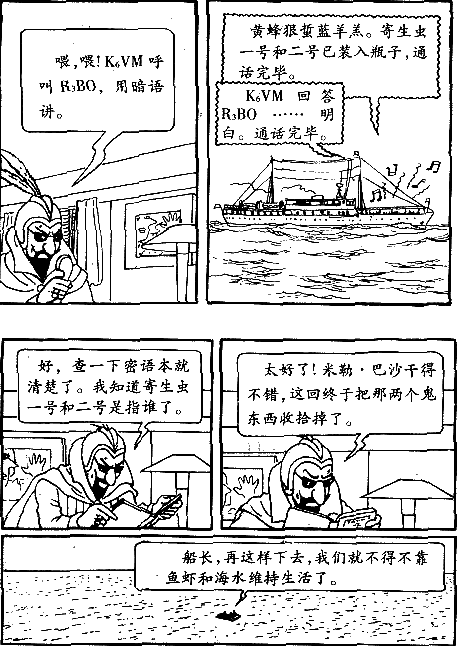 喂,喂!K₆VM 呼
叫 R₃BO，用暗语
讲。
黄蜂狠蜇蓝羊羔。寄生虫
一号和二号已装入瓶子,通
话完毕。
K₆VM 回答
R₃BO …… 明
白。通话完毕。
好，查一下密语本就
清楚了。我知道寄生虫
一号和二号是指谁了。
太好了!米勒·巴沙干得
不错,这回终于把那两个鬼
东西收拾掉了。
船长,再这样下去,我们就不得不靠
鱼虾和海水维持生活了。